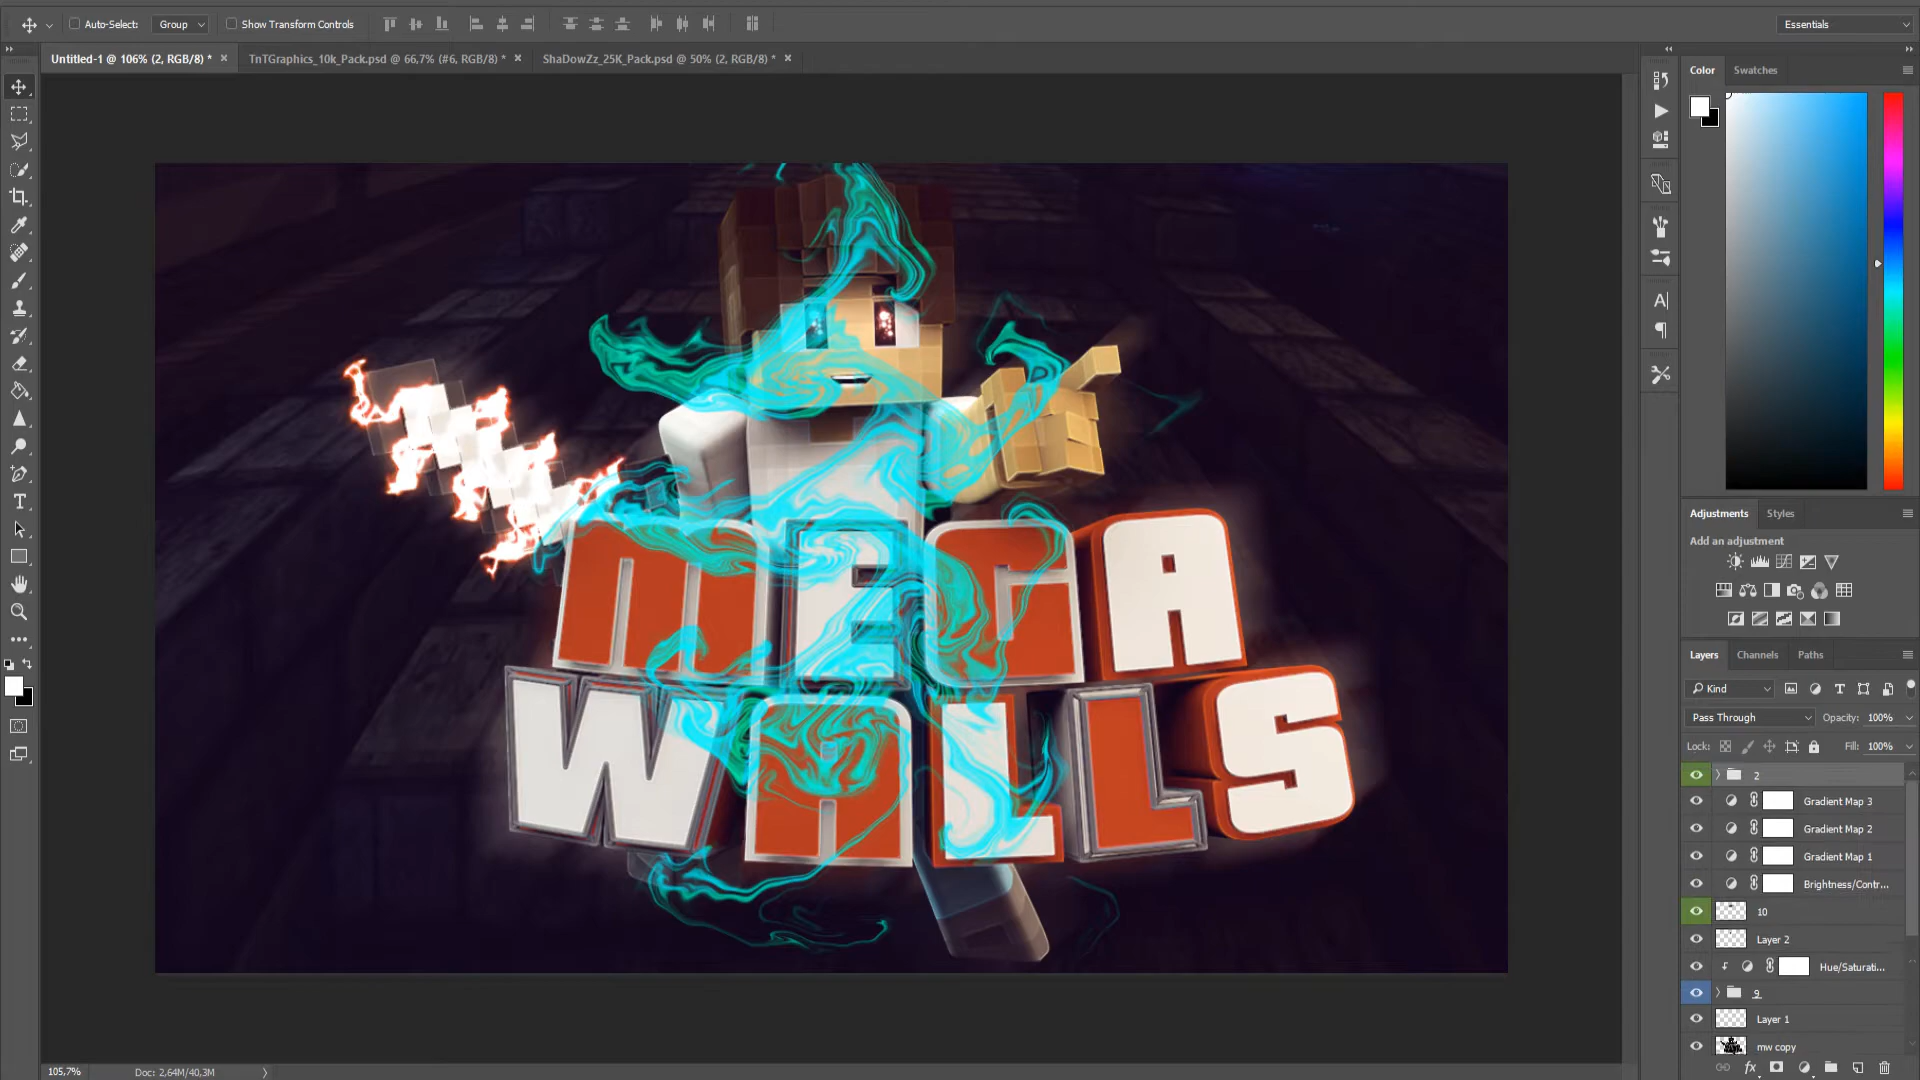 Auto-Select:
Group
Show Transform Controls
Essentials
Untitled-1 @ 106% (2, RGB/8) *
TnTGraphics_10k_Pack.psd @ 66,7% (#6, RGB/8) *
ShaDowZz_25K_Pack.psd @ 50% (2, RGB/8) *
Color
Swatches
MEGA
WALLS
Adjustments
Styles
Add an adjustment
Layers
Channels
Paths
Kind
Pass Through
Opacity: 100%
Lock:
Fill: 100%
2
Gradient Map 3
Gradient Map 2
Gradient Map 1
Brightness/Contr...
10
Layer 2
Hue/Saturati...
9
Layer 1
mw copy
105,7%
Doc: 2,64M/40,3M